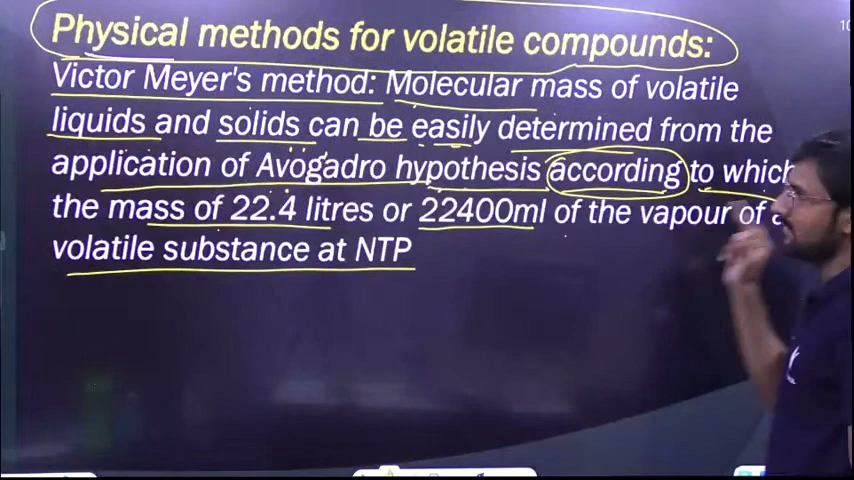 Physical methods for volatile compounds:
Victor Meyer's method: Molecular mass of volatile
liquids and solids can be easily determined from the
application of Avogadro hypothesis according to which
the mass of 22.4 litres or 22400ml of the vapour of a
volatile substance at NTP
10